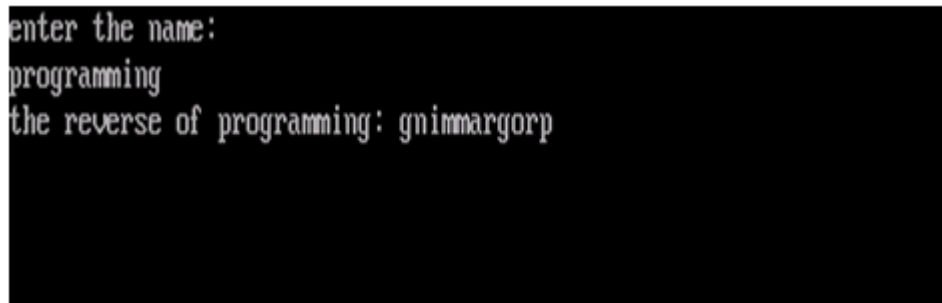 enter the name:
programming
the reverse of programming: gnimmargorp